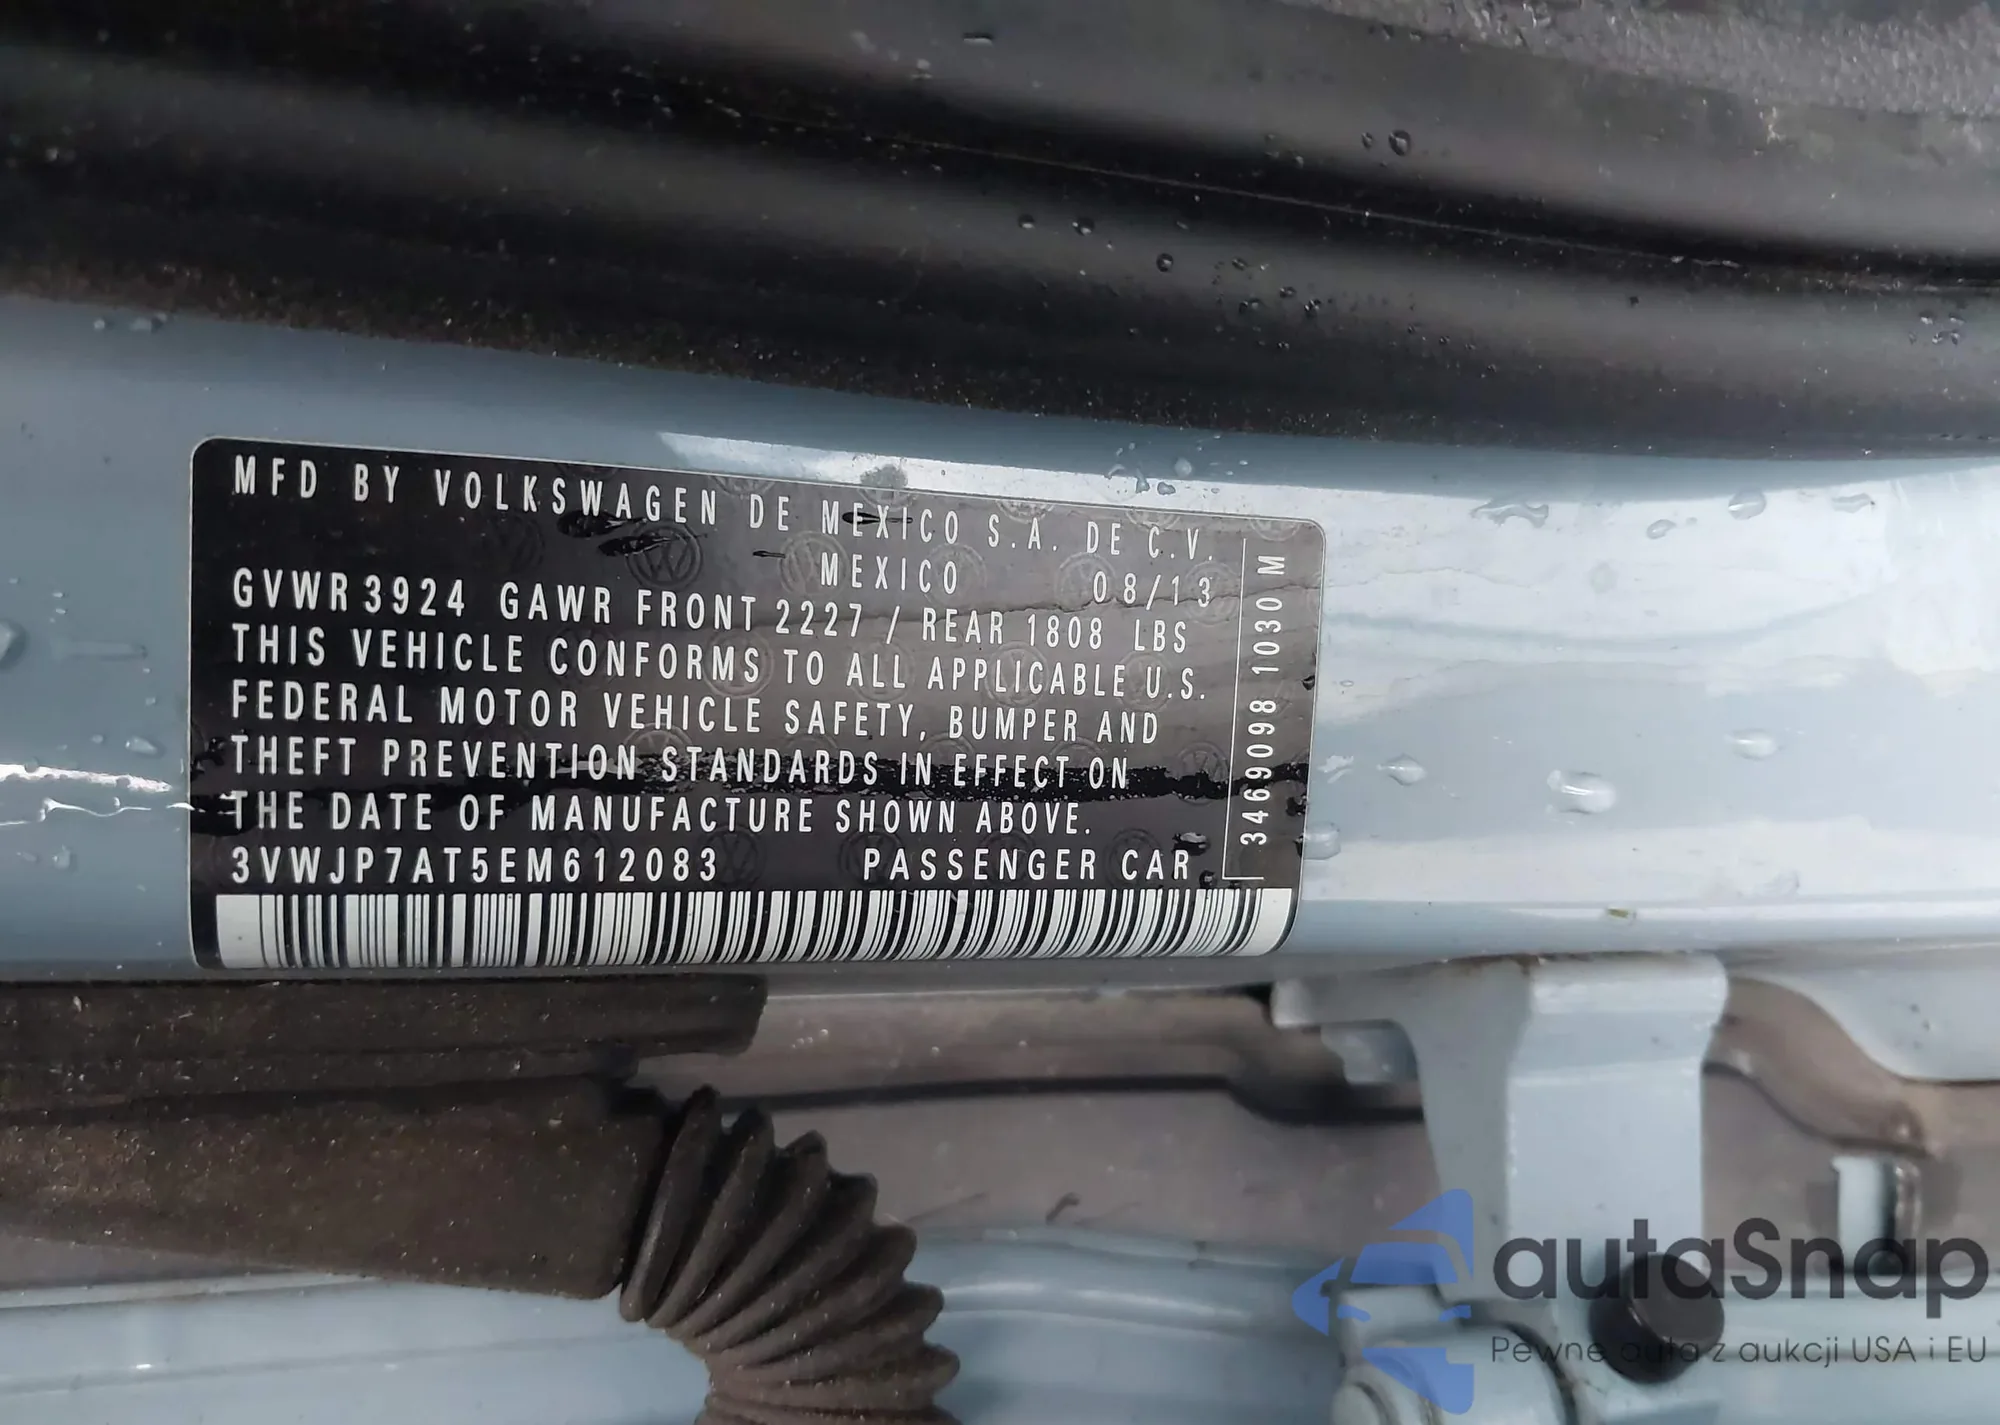 MFD BY VOLKSWAGEN DE MEXICO S.A. DE C.V.
MEXICO 08/13
GVWR 3924 GAWR FRONT 2227 / REAR 1808 LBS
THIS VEHICLE CONFORMS TO ALL APPLICABLE U.S.
FEDERAL MOTOR VEHICLE SAFETY, BUMPER AND
THEFT PREVENTION STANDARDS IN EFFECT ON
THE DATE OF MANUFACTURE SHOWN ABOVE.
3VWJP7AT5EM612083 PASSENGER CAR
3469098 1030 M
autaSnap
Pewne auta z aukcji USA i EU